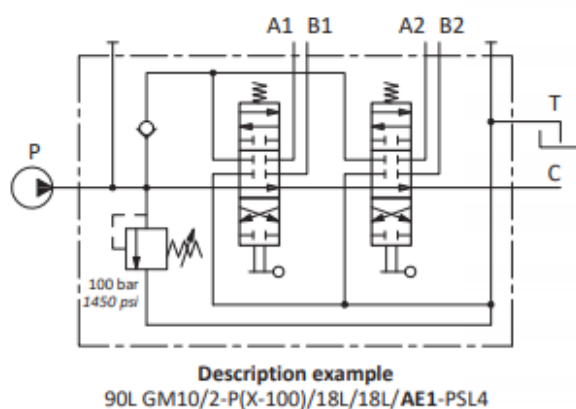 A1 B1 A2 B2
T
P
C
100 bar
1450 psi
Description example
90L GM10/2-P(X-100)/18L/18L/AE1-PSL4